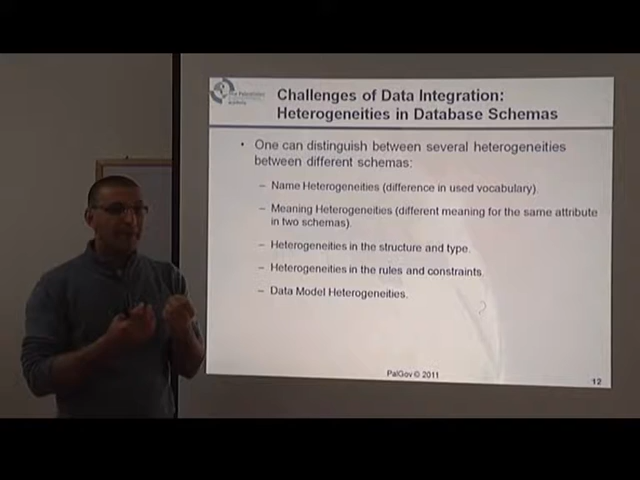 Challenges of Data Integration:
Heterogeneities in Database Schemas
• One can distinguish between several heterogeneities
between different schemas:
– Name Heterogeneities (difference in used vocabulary)
– Meaning Heterogeneities (different meaning for the same attribute
in two schemas).
– Heterogeneities in the structure and type.
– Heterogeneities in the rules and constraints
– Data Model Heterogeneities.
PalGov © 2011
12